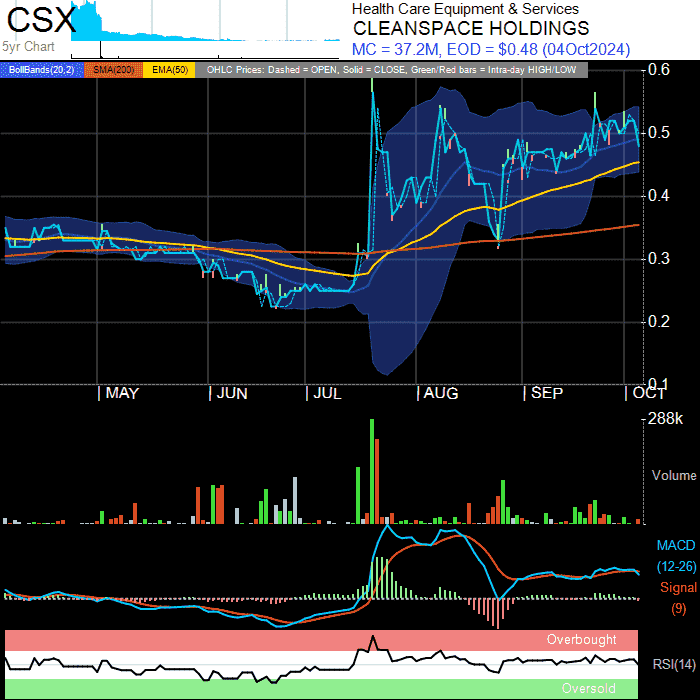 CSX
5yr Chart
Health Care Equipment & Services
CLEANSPACE HOLDINGS
MC = 37.2M, EOD = $0.48 (04Oct2024)
BollBands(20,2) SMA(200) EMA(50) OHLC Prices: Dashed = OPEN, Solid = CLOSE, Green/Red bars = Intra-day HIGH/LOW
0.6
0.5
0.4
0.3
0.2
0.1
MAY JUN JUL AUG SEP OCT
288k
Volume
MACD
(12-26)
Signal
(9)
Overbought
RSI(14)
Oversold